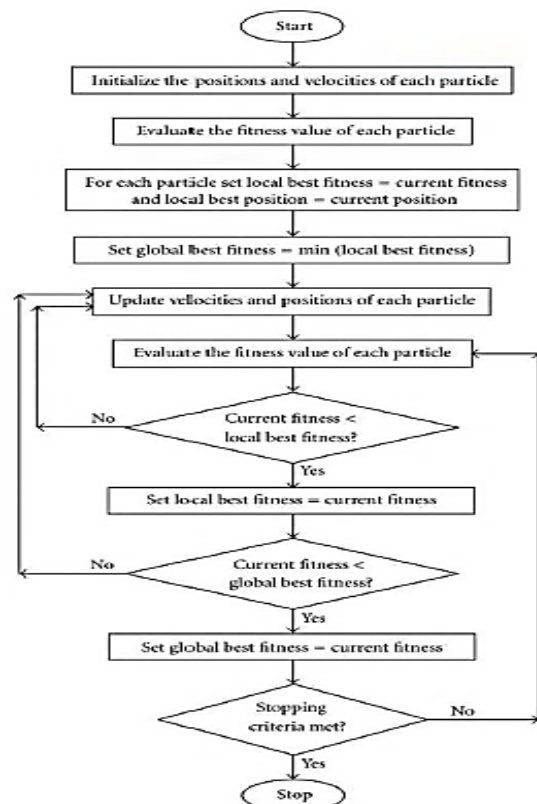 Start
Initialize the positions and velocities of each particle
Evaluate the fitness value of each particle
For each particle set local best fitness = current fitness
and local best position = current position
Set global best fitness = min (local best fitness)
Update vellocities and positions of each particle
Evaluate the fitness value of each particle
No
Current fitness <
local best fitness?
Yes
Set local best fitness = current fitness
No
Current fitness <
global best fitness?
Yes
Set global best fitness = current fitness
Stopping
criteria met?
No
Yes
Stop